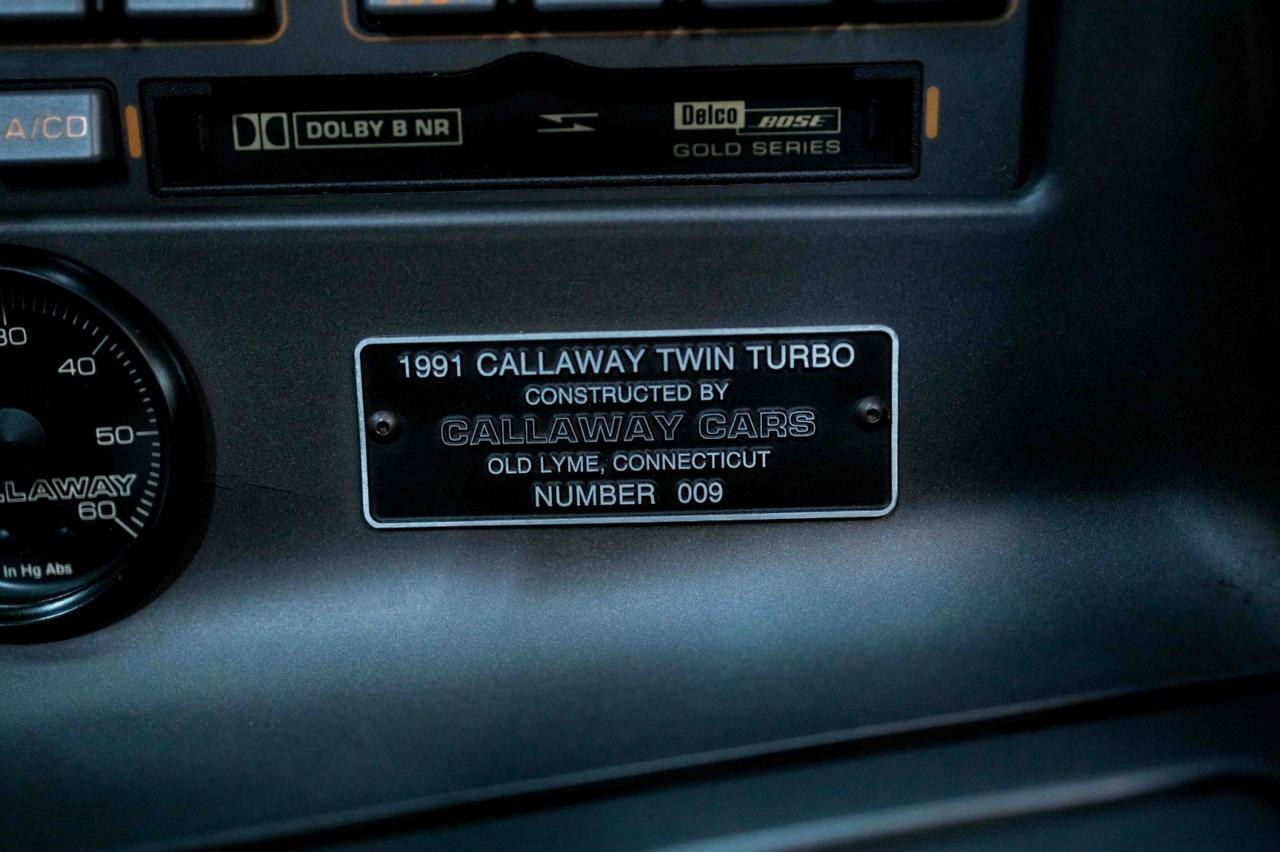 A/CD
DOLBY B NR
Delco BOSE
GOLD SERIES
30
40
50
LLAWAY
60
In Hg Abs
1991 CALLAWAY TWIN TURBO
CONSTRUCTED BY
CALLAWAY CARS
OLD LYME, CONNECTICUT
NUMBER 009